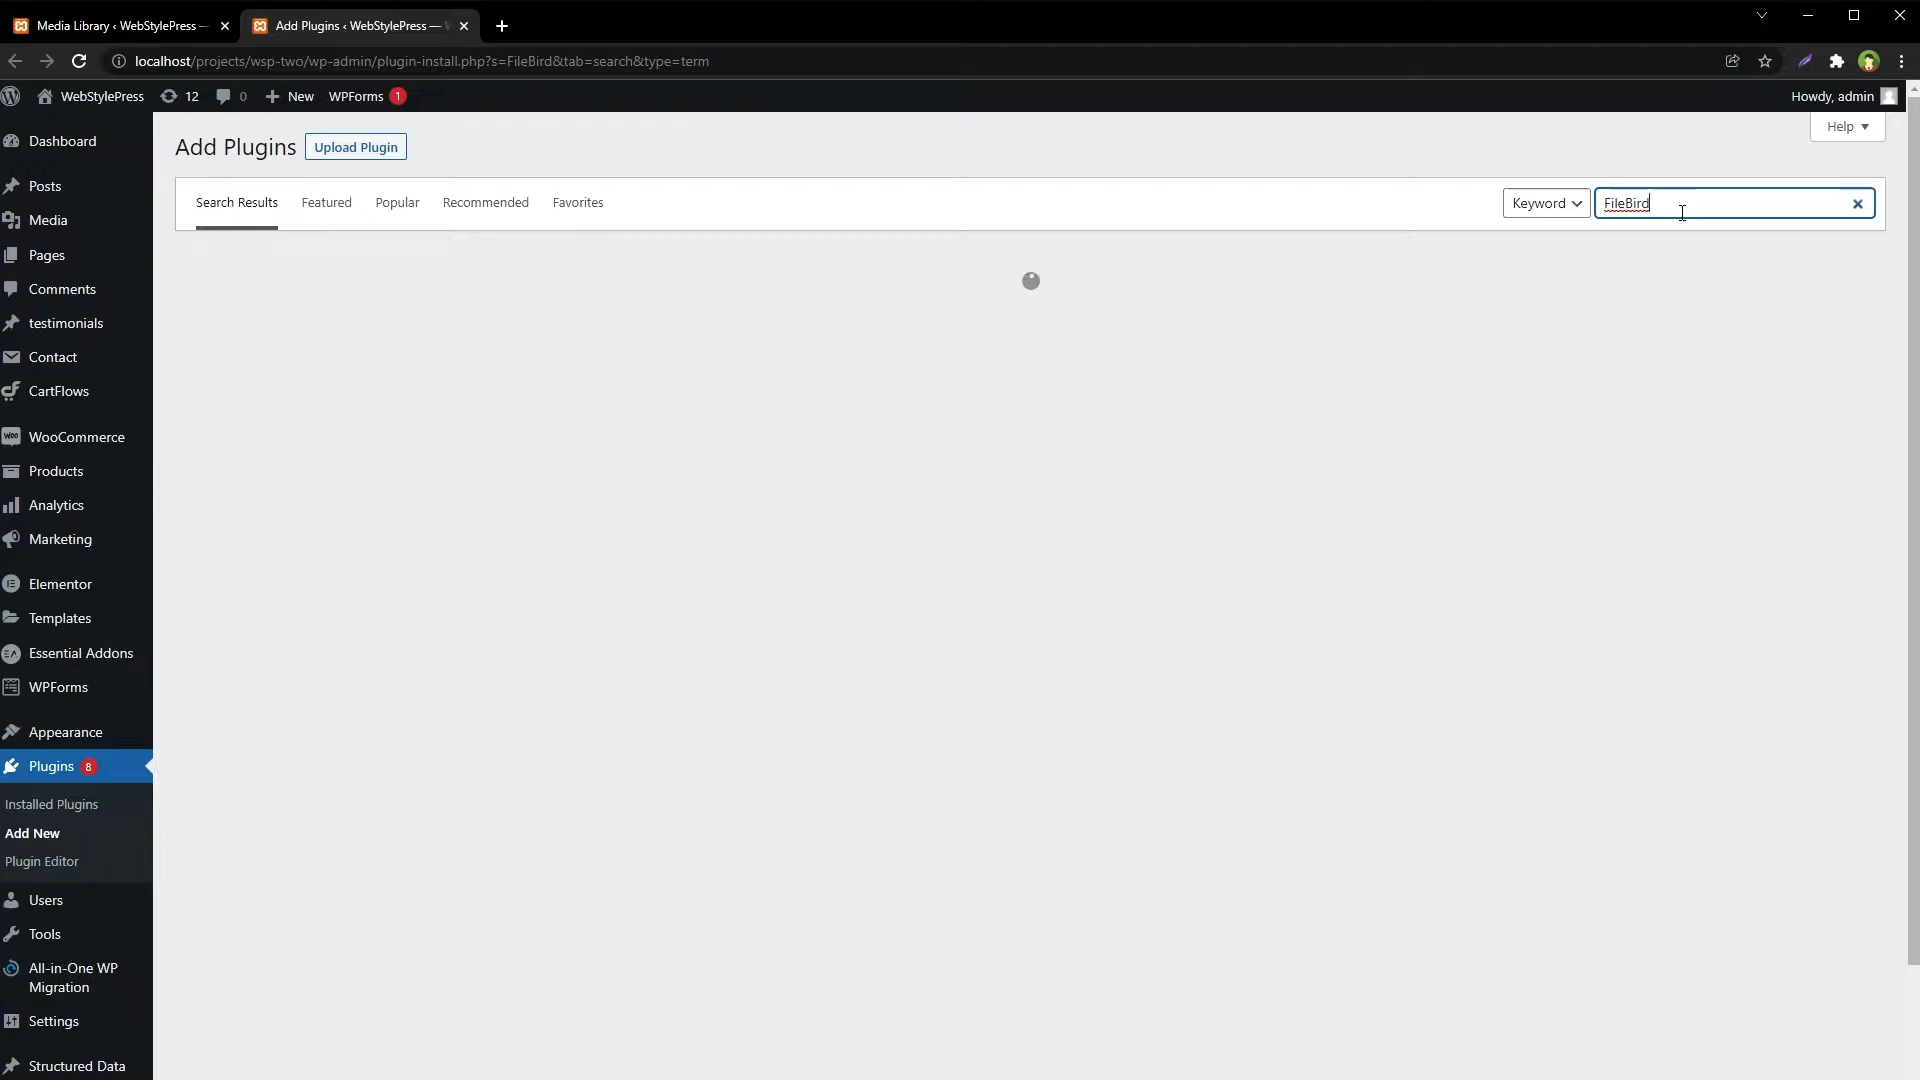 Media Library ‹ WebStylePress —
Add Plugins ‹ WebStylePress — W
localhost/projects/wsp-two/wp-admin/plugin-install.php?s=FileBird&tab=search&type=term
WebStylePress
12
0
New
WPForms
1
Howdy, admin
Help
Add Plugins
Upload Plugin
Search Results
Featured
Popular
Recommended
Favorites
Keyword
FileBird
Dashboard
Posts
Media
Pages
Comments
testimonials
Contact
CartFlows
WooCommerce
Products
Analytics
Marketing
Elementor
Templates
Essential Addons
WPForms
Appearance
Plugins 8
Installed Plugins
Add New
Plugin Editor
Users
Tools
All-in-One WP
Migration
Settings
Structured Data